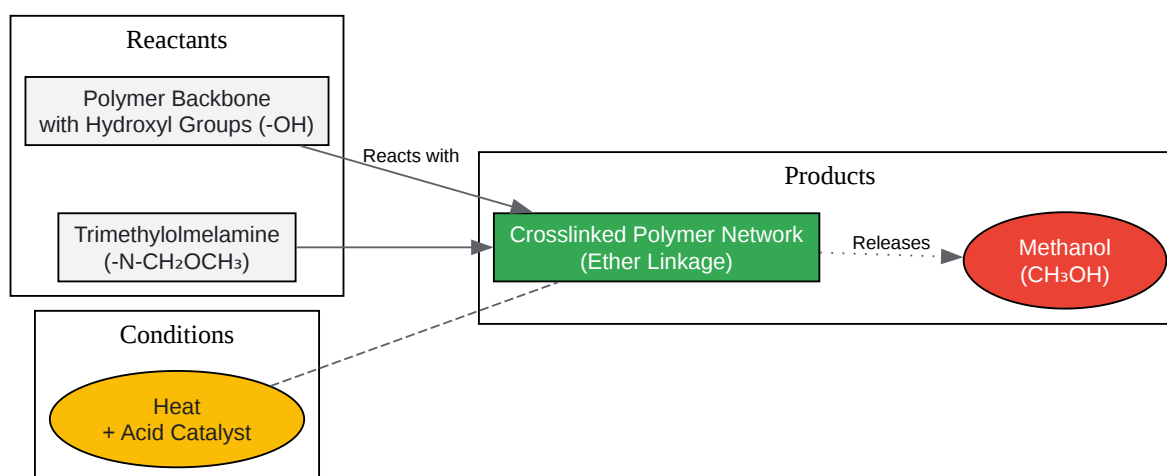 Reactants
Polymer Backbone
with Hydroxyl Groups (-OH)
Reacts with
Trimethylolmelamine
(-N-CH₂OCH₃)
Products
Crosslinked Polymer Network
(Ether Linkage)
Releases
Methanol
(CH₃OH)
Conditions
Heat
+ Acid Catalyst